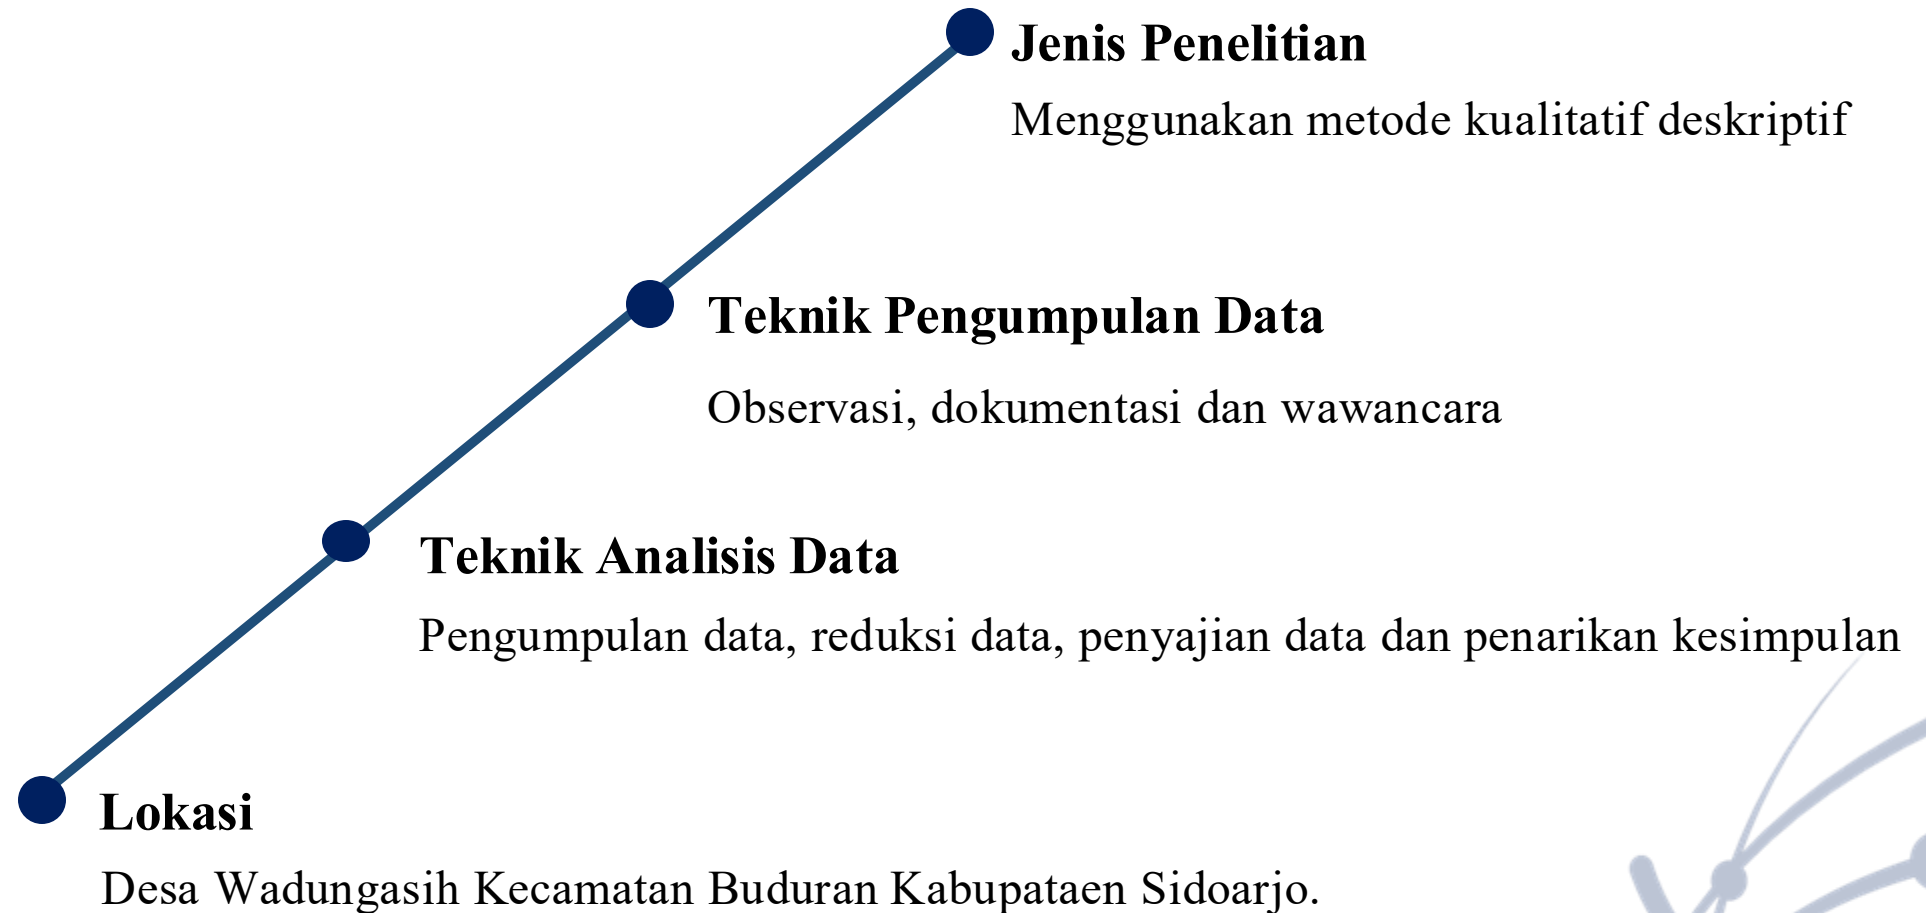 Jenis Penelitian
Menggunakan metode kualitatif deskriptif
Teknik Pengumpulan Data
Observasi, dokumentasi dan wawancara
Teknik Analisis Data
Pengumpulan data, reduksi data, penyajian data dan penarikan kesimpulan
Lokasi
Desa Wadungasih Kecamatan Buduran Kabupataen Sidoarjo.